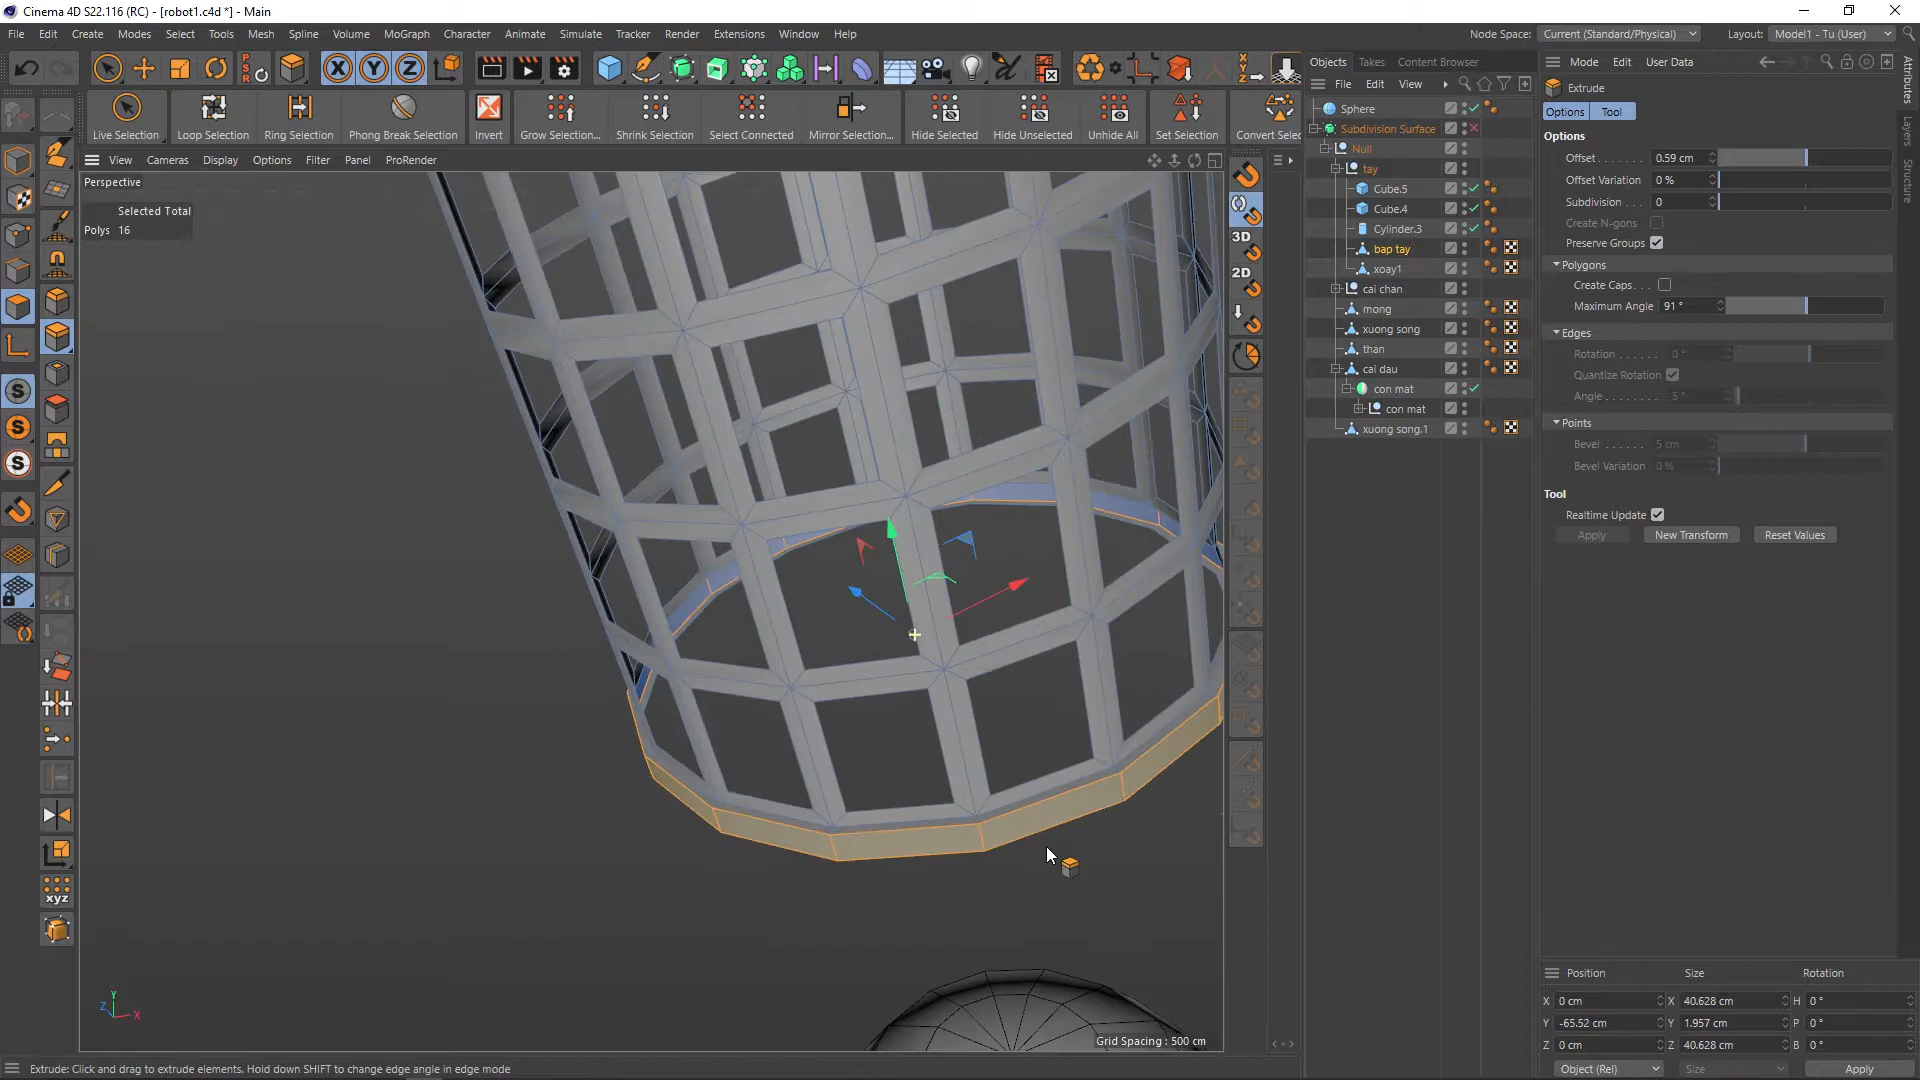 Cinema 4D S22.116 (RC) - [robot1.c4d *] - Main
File Edit Create Modes Select Tools Mesh Spline Volume MoGraph Character Animate Simulate Tracker Render Extensions Window Help
Node Space: Current (Standard/Physical) Layout: Model1 - Tu (User)
PSR
X Y Z
Live Selection Loop Selection Ring Selection Phong Break Selection Invert Grow Selection... Shrink Selection Select Connected Mirror Selection... Hide Selected Hide Unselected Unhide All Set Selection Convert Selec
View Cameras Display Options Filter Panel ProRender
Perspective
Selected Total
Polys 16
3D
2D
S
S
S
xyz
Y
Z
X
Grid Spacing : 500 cm
Extrude: Click and drag to extrude elements. Hold down SHIFT to change edge angle in edge mode
Objects Takes Content Browser
File Edit View
Sphere
Subdivision Surface
Null
tay
Cube.5
Cube.4
Cylinder.3
bap tay
xoay1
cai chan
mong
xuong song
than
cai dau
con mat
con mat
xuong song.1
Mode Edit User Data
Extrude
Options Tool
Options
Offset . . . . . . . 0.59 cm
Offset Variation 0 %
Subdivision . . . 0
Create N-gons
Preserve Groups
Polygons
Create Caps. . .
Maximum Angle 91 °
Edges
Rotation . . . . . . 0 °
Quantize Rotation
Angle . . . . . . . 5 °
Points
Bevel . . . . . . 5 cm
Bevel Variation 0 %
Tool
Realtime Update
Apply New Transform Reset Values
Attributes
Layers
Structure
Position Size Rotation
X 0 cm X 40.628 cm H 0 °
Y -65.52 cm Y 1.957 cm P 0 °
Z 0 cm Z 40.628 cm B 0 °
Object (Rel) Size Apply